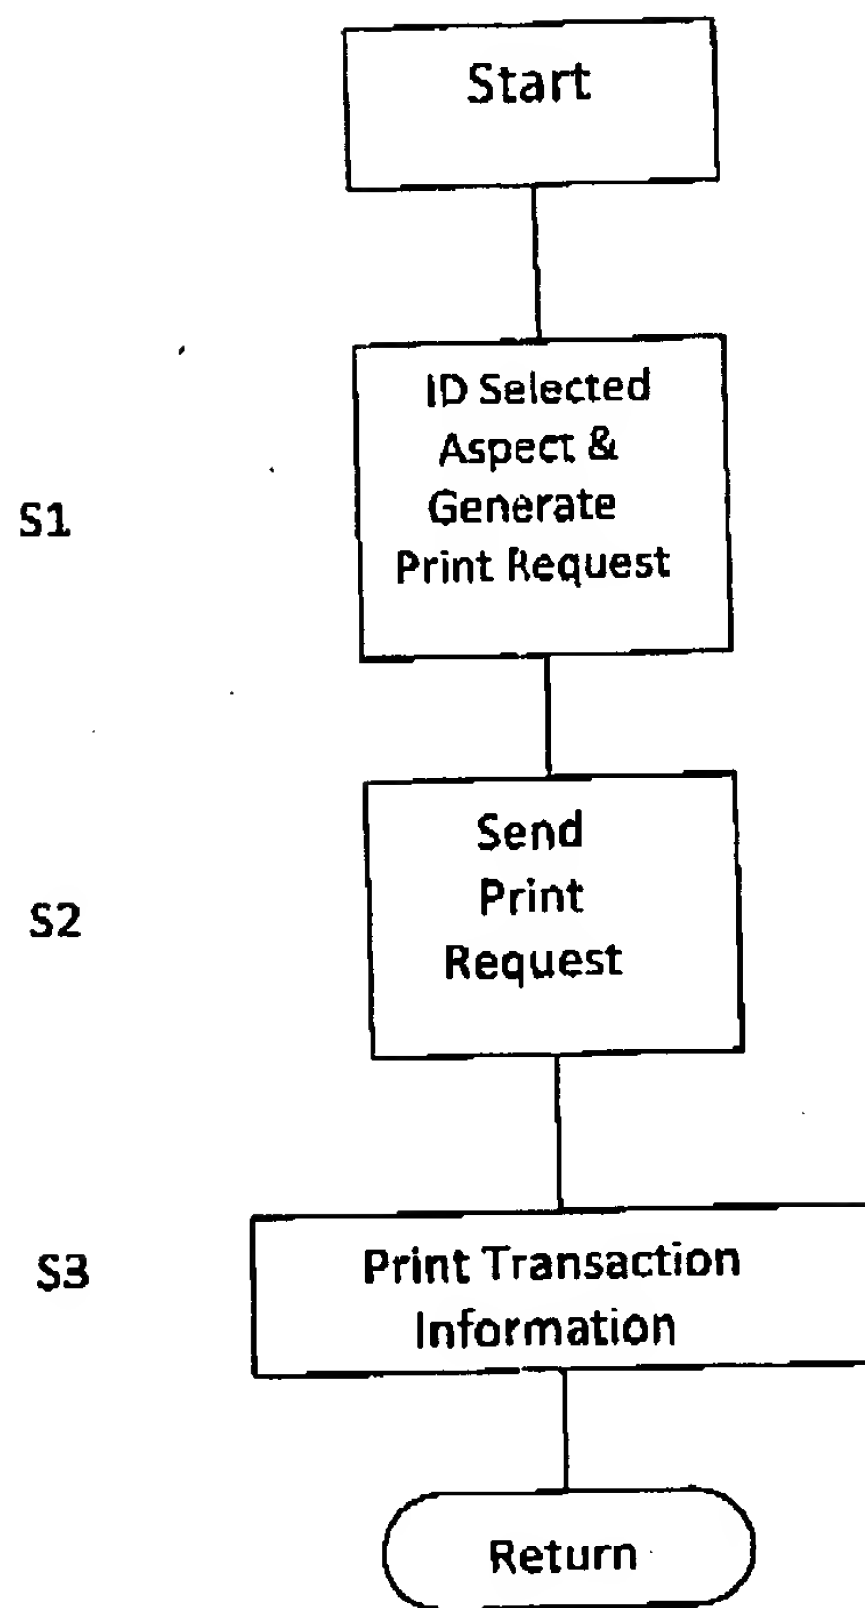 Start
S1
ID Selected
Aspect &
Generate
Print Request
S2
Send
Print
Request
S3
Print Transaction
Information
Return